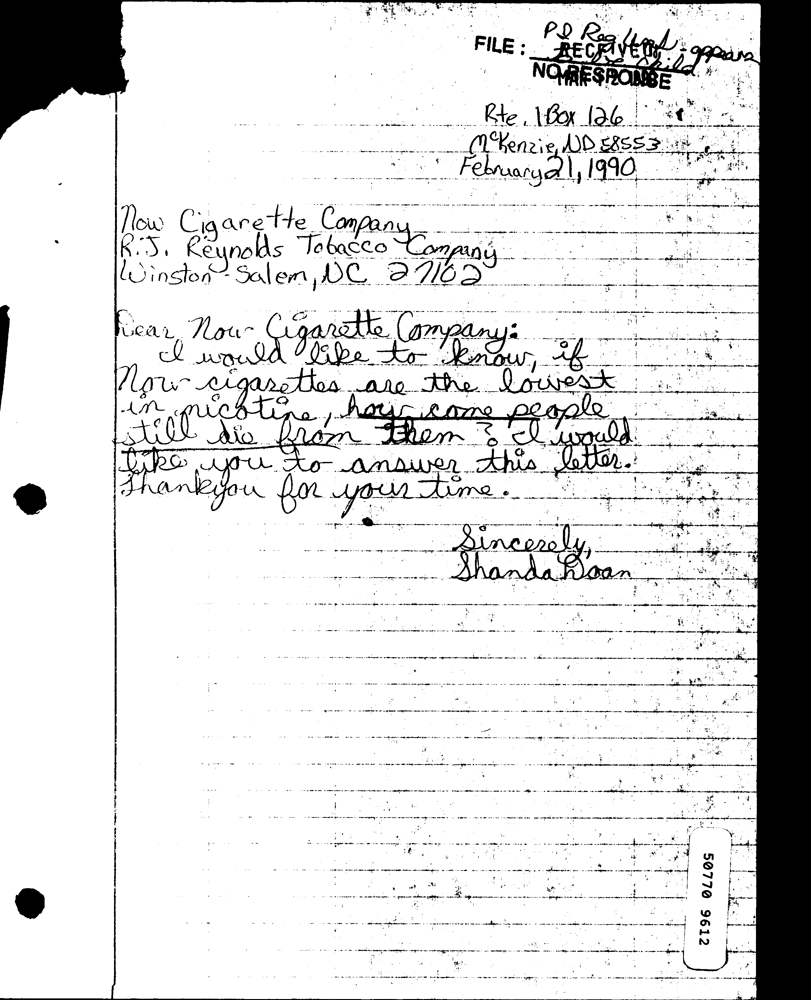 FILE: RECEIVED - appears
Child
NO RESPONSE
Rte. 1 Box 126
McKenzie, ND 58553
February 21, 1990
Now Cigarette Company
R.J. Reynolds Tobacco Company
Winston-Salem, NC 27102
Dear Now Cigarette Company:
I would like to know, if
Now cigarettes are the lowest
in nicotine, how come people
still die from them? I would
like you to answer this letter.
Thankyou for your time.
Sincerely,
Shanda Doan
50770 9612